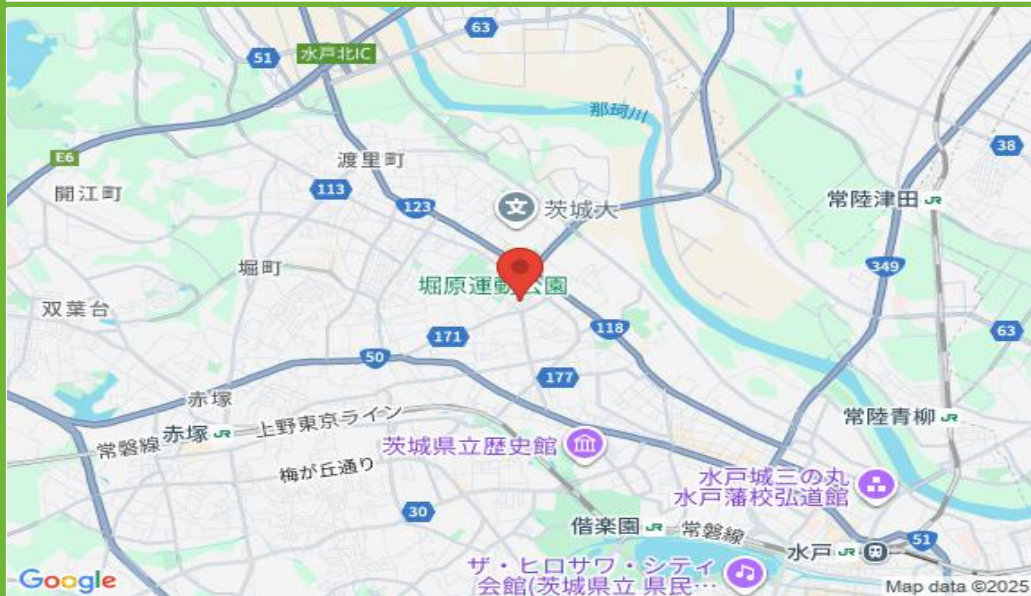 63
51
水戸北IC
那珂川
38
E6
渡里町
開江町
113
常陸津田 JR
123
文 茨城大
堀町
349
堀原運動公園
双葉台
118
63
171
50
177
赤塚
上野東京ライン
常磐線 赤塚 JR
常陸青柳 JR
茨城県立歴史館
梅が丘通り
水戸城三の丸
水戸藩校弘道館
30
偕楽園 JR 常磐線
51
水戸 JR
ザ・ヒロサワ・シティ
会館(茨城県立 県民…
Google
Map data ©2025